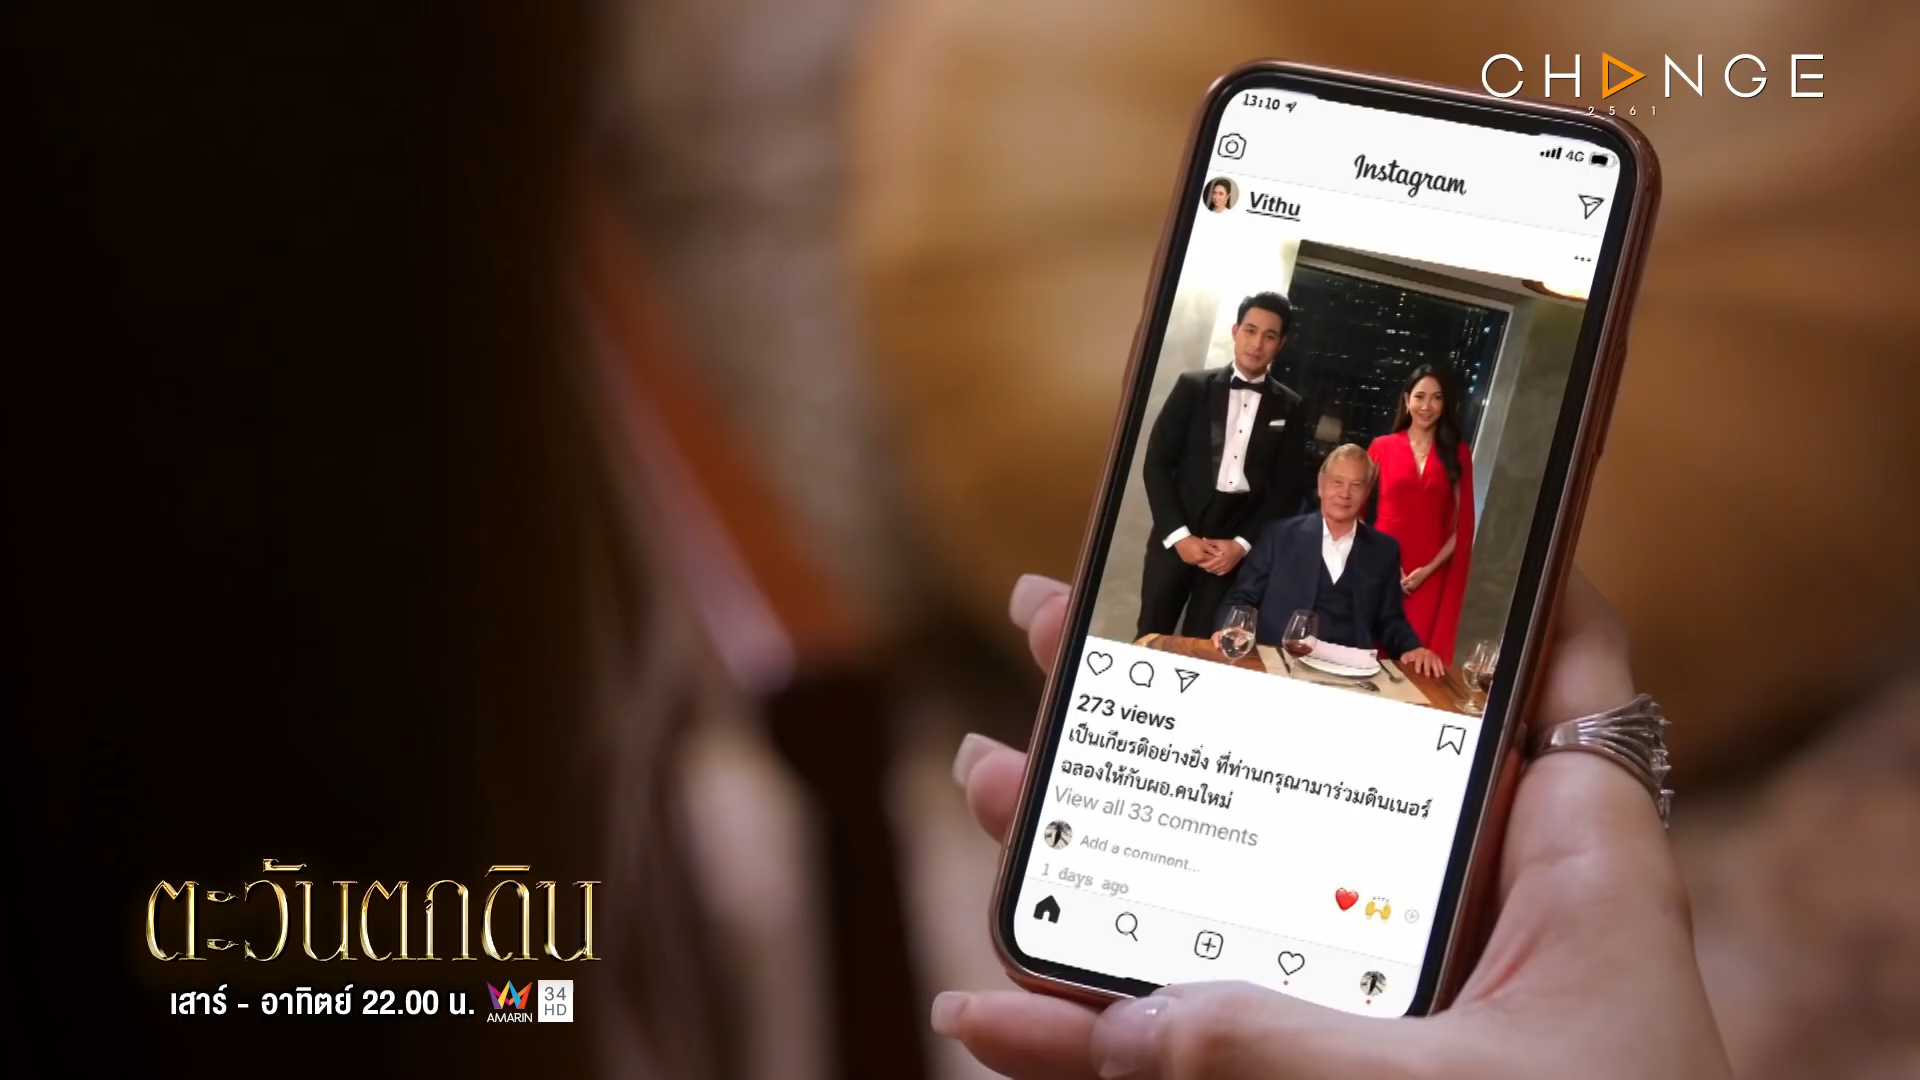 CHANGE
2561
13:10
4G
Instagram
Vithu
273 views
เป็นเกียรติอย่างยิ่ง ที่ท่านกรุณามาร่วมดินเนอร์
ฉลองให้กับผอ.คนใหม่
View all 33 comments
Add a comment...
1 days ago
ตะวันตกดิน
เสาร์ - อาทิตย์ 22.00 น.
AMARIN
34
HD